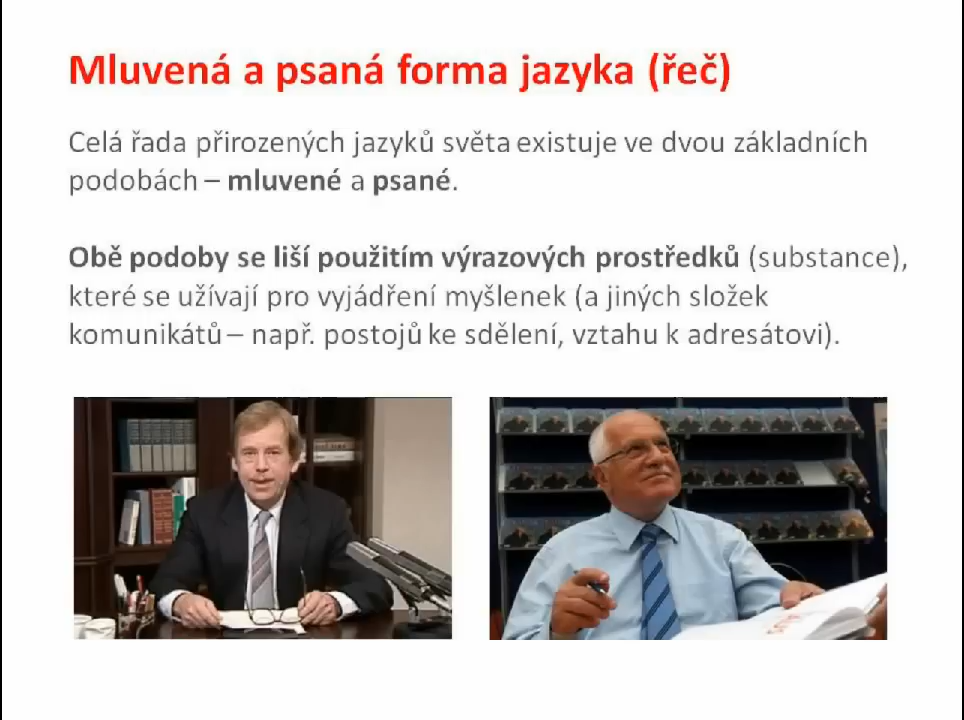 Mluvená a psaná forma jazyka (řeč)
Celá řada přirozených jazyků světa existuje ve dvou základních
podobách – mluvené a psané.
Obě podoby se liší použitím výrazových prostředků (substance),
které se užívají pro vyjádření myšlenek (a jiných složek
komunikátů – např. postojů ke sdělení, vztahu k adresátovi).